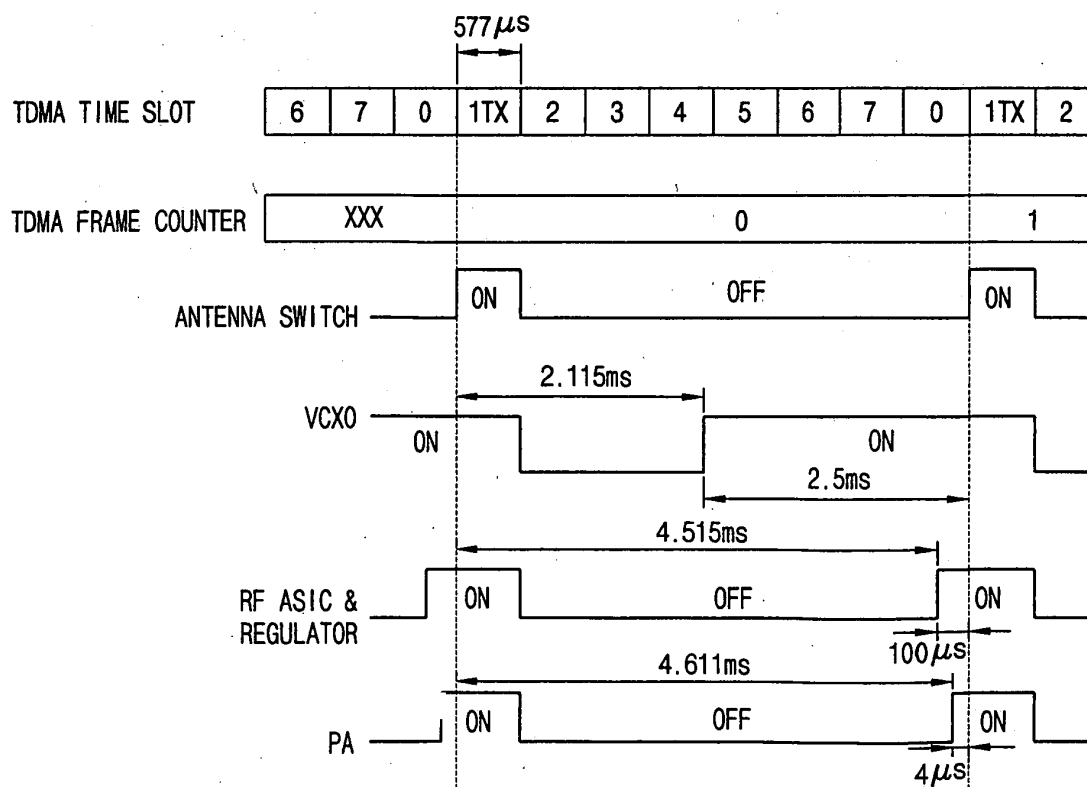 577μs
TDMA TIME SLOT 6 7 0 1TX 2 3 4 5 6 7 0 1TX 2
TDMA FRAME COUNTER XXX 0 1
ANTENNA SWITCH ON OFF ON
2.115ms
VCXO ON ON
2.5ms
4.515ms
RF ASIC & ON OFF ON
REGULATOR
100μs
4.611ms
PA ON OFF ON
4μs